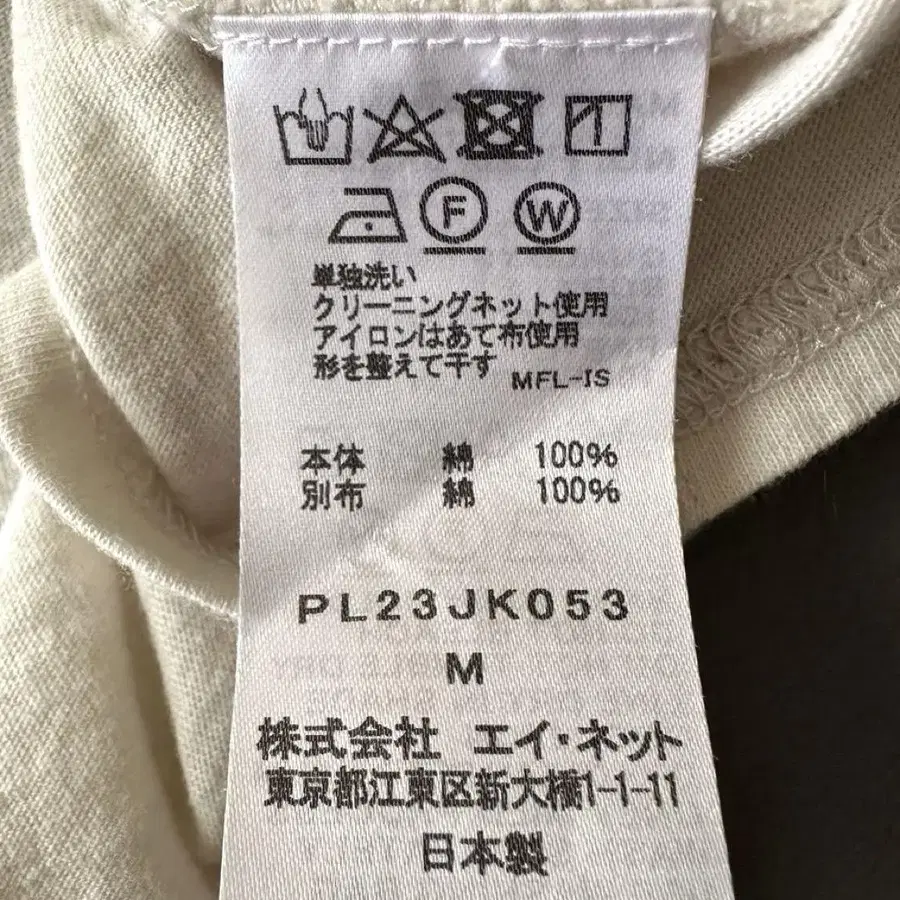 F W
単独洗い
クリーニングネット使用
アイロンはあて布使用
形を整えて干す MFL-IS
本体 綿 100%
別布 綿 100%
PL23JK053
M
株式会社 エイ・ネット
東京都江東区新大橋1-1-11
日本製